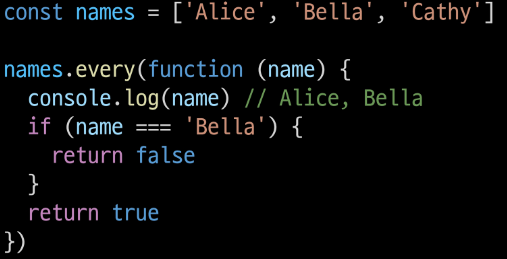 const names = ['Alice', 'Bella', 'Cathy']

names.every(function (name) {
  console.log(name) // Alice, Bella
  if (name === 'Bella') {
    return false
  }
  return true
})